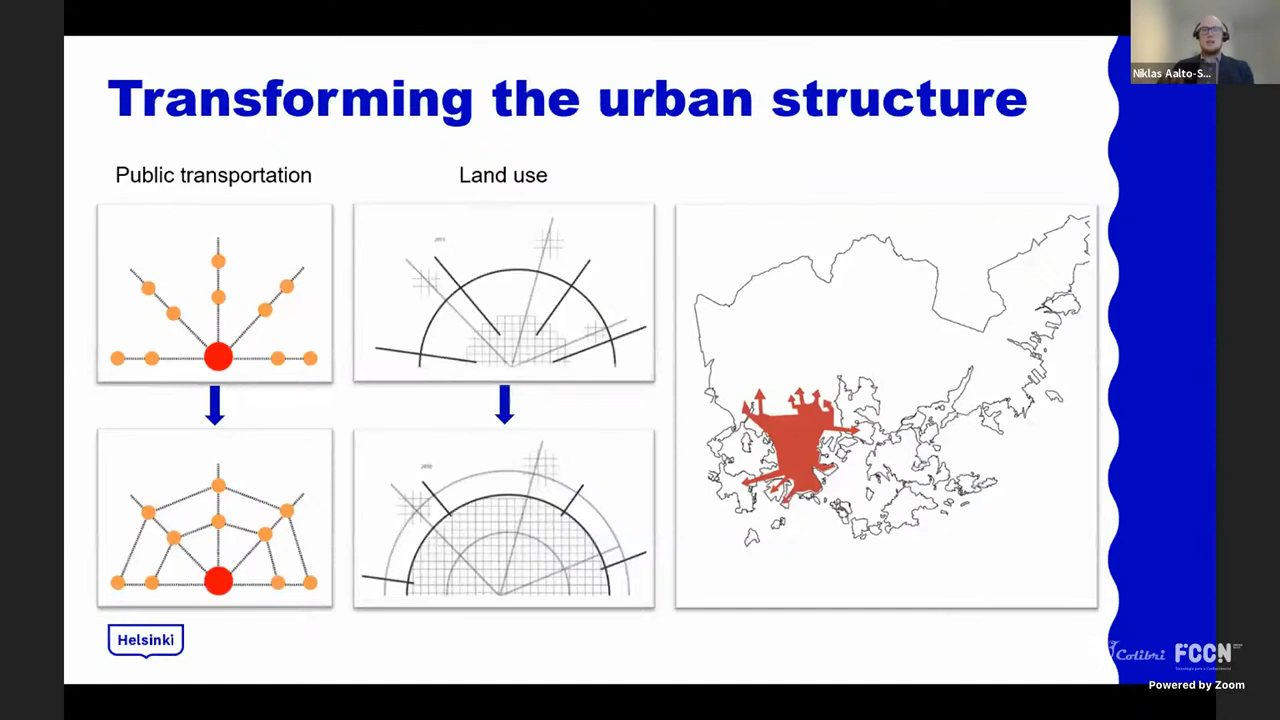 Niklas Aalto-S...
Transforming the urban structure
Public transportation
Land use
Helsinki
Colibri
FCCN
Powered by Zoom